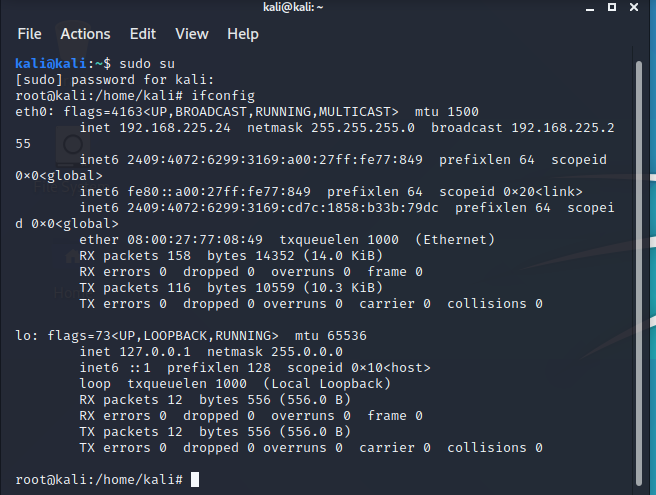 kali@kali: ~
File Actions Edit View Help
kali@kali:~$ sudo su
[sudo] password for kali:
root@kali:/home/kali# ifconfig
eth0: flags=4163<UP,BROADCAST,RUNNING,MULTICAST>  mtu 1500
        inet 192.168.225.24  netmask 255.255.255.0  broadcast 192.168.225.2
55
        inet6 2409:4072:6299:3169:a00:27ff:fe77:849  prefixlen 64  scopeid
0×0<global>
        inet6 fe80::a00:27ff:fe77:849  prefixlen 64  scopeid 0×20<link>
        inet6 2409:4072:6299:3169:cd7c:1858:b33b:79dc  prefixlen 64  scopei
d 0×0<global>
        ether 08:00:27:77:08:49  txqueuelen 1000  (Ethernet)
        RX packets 158  bytes 14352 (14.0 KiB)
        RX errors 0  dropped 0  overruns 0  frame 0
        TX packets 116  bytes 10559 (10.3 KiB)
        TX errors 0  dropped 0 overruns 0  carrier 0  collisions 0

lo: flags=73<UP,LOOPBACK,RUNNING>  mtu 65536
        inet 127.0.0.1  netmask 255.0.0.0
        inet6 ::1  prefixlen 128  scopeid 0×10<host>
        loop  txqueuelen 1000  (Local Loopback)
        RX packets 12  bytes 556 (556.0 B)
        RX errors 0  dropped 0  overruns 0  frame 0
        TX packets 12  bytes 556 (556.0 B)
        TX errors 0  dropped 0 overruns 0  carrier 0  collisions 0

root@kali:/home/kali#